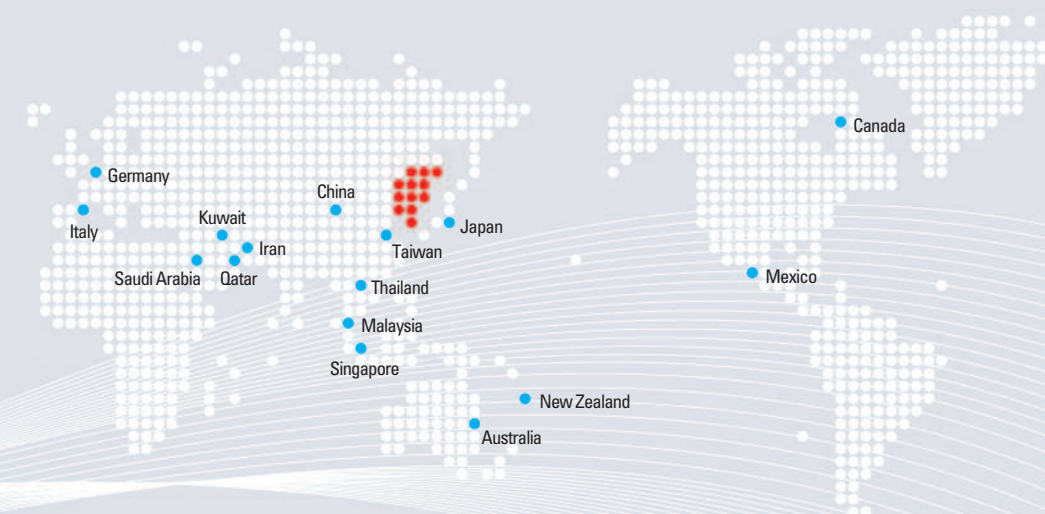 Canada
Germany
China
Italy
Kuwait
Japan
Iran
Taiwan
Saudi Arabia
Qatar
Mexico
Thailand
Malaysia
Singapore
New Zealand
Australia